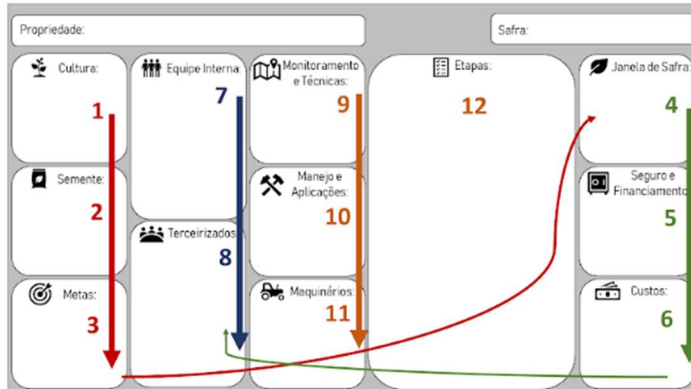 Propriedade:
Safra:
Cultura:
1
Semente:
2
Metas:
3
Equipe Interna:
7
Terceirizados
8
Monitoramento
e Técnicas:
9
Manejo e
Aplicações:
10
Maquinários:
11
Etapas:
12
Janela de Safra:
4
Seguro e
Financiamento
5
Custos:
6